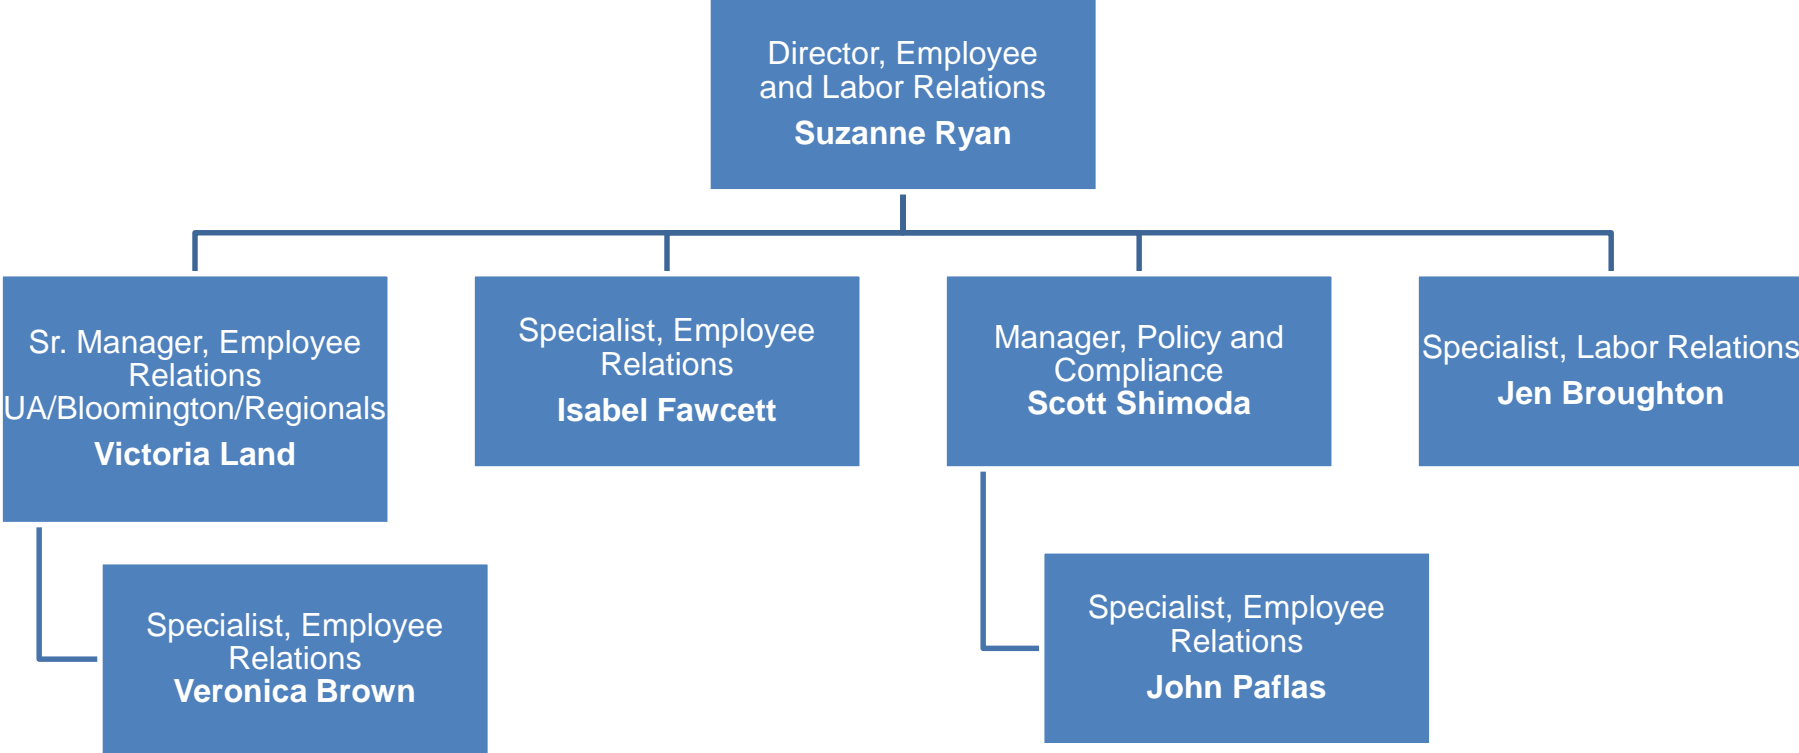 Director, Employee
and Labor Relations
Suzanne Ryan
Sr. Manager, Employee
Relations
UA/Bloomington/Regionals
Victoria Land
Specialist, Employee
Relations
Isabel Fawcett
Manager, Policy and
Compliance
Scott Shimoda
Specialist, Labor Relations
Jen Broughton
Specialist, Employee
Relations
Veronica Brown
Specialist, Employee
Relations
John Paflas